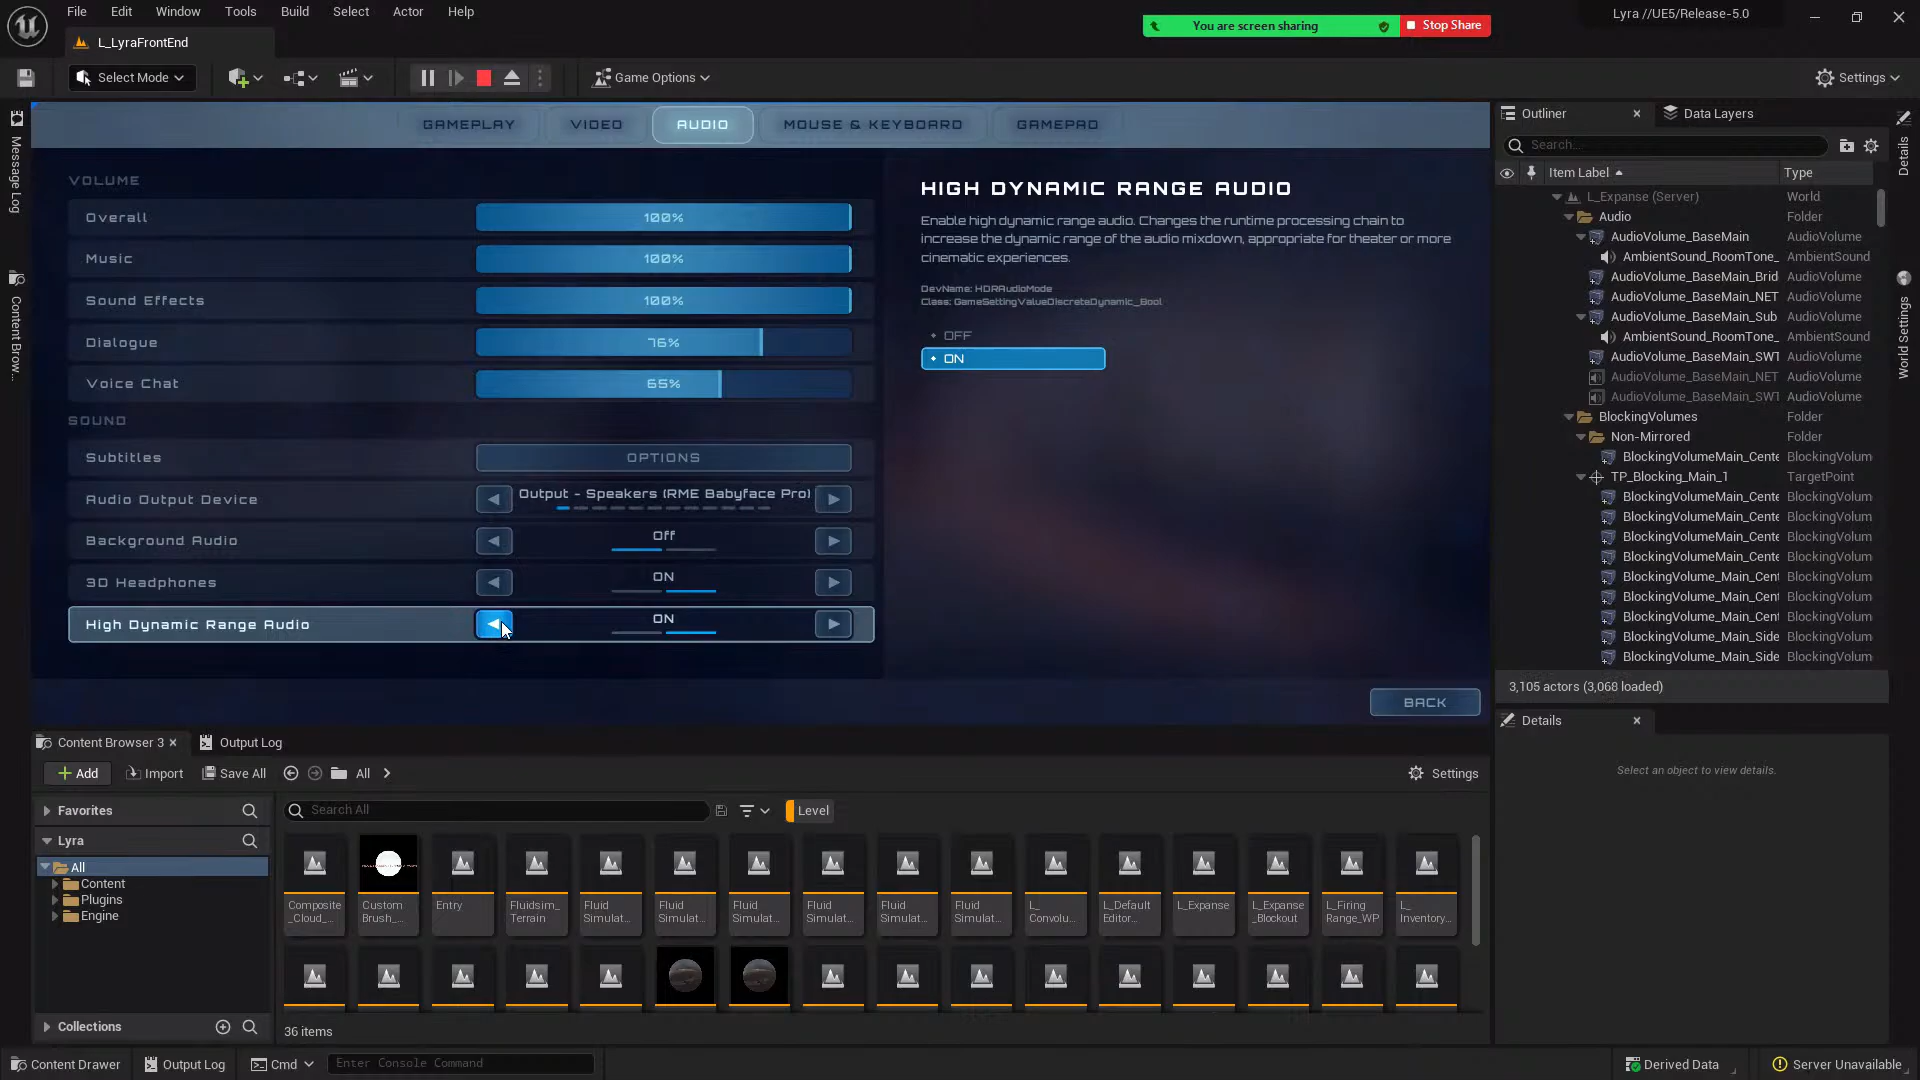 File Edit Window Tools Build Select Actor Help
You are screen sharing
Stop Share
Lyra //UE5/Release-5.0
L_LyraFrontEnd
Select Mode
Game Options
Settings
GAMEPLAY
VIDEO
AUDIO
MOUSE & KEYBOARD
GAMEPAD
Message Log
Content Brow...
VOLUME
Overall 100%
Music 100%
Sound Effects 100%
Dialogue 76%
Voice Chat 65%
SOUND
Subtitles OPTIONS
Audio Output Device Output - Speakers (RME Babyface Pro)
Background Audio Off
3D Headphones ON
High Dynamic Range Audio ON
HIGH DYNAMIC RANGE AUDIO
Enable high dynamic range audio. Changes the runtime processing chain to
increase the dynamic range of the audio mixdown, appropriate for theater or more
cinematic experiences.
DevName: HDRAudioMode
Class: GameSettingValueDiscreteDynamic_Bool
OFF
ON
BACK
Outliner
Data Layers
Search...
Item Label Type
L_Expanse (Server) World
Audio Folder
AudioVolume_BaseMain AudioVolume
AmbientSound_RoomTone_ AmbientSound
AudioVolume_BaseMain_Brid AudioVolume
AudioVolume_BaseMain_NET AudioVolume
AudioVolume_BaseMain_Sub AudioVolume
AmbientSound_RoomTone_ AmbientSound
AudioVolume_BaseMain_SWT AudioVolume
AudioVolume_BaseMain_NET AudioVolume
AudioVolume_BaseMain_SWT AudioVolume
BlockingVolumes Folder
Non-Mirrored Folder
BlockingVolumeMain_Cente BlockingVolum
TP_Blocking_Main_1 TargetPoint
BlockingVolumeMain_Cente BlockingVolum
BlockingVolumeMain_Cente BlockingVolum
BlockingVolumeMain_Cente BlockingVolum
BlockingVolumeMain_Cente BlockingVolum
BlockingVolume_Main_Cent BlockingVolum
BlockingVolume_Main_Cent BlockingVolum
BlockingVolume_Main_Cent BlockingVolum
BlockingVolume_Main_Side BlockingVolum
BlockingVolume_Main_Side BlockingVolum
3,105 actors (3,068 loaded)
Details
Select an object to view details.
Details
World Settings
Content Browser 3
Output Log
Add
Import
Save All
All
Settings
Favorites
Lyra
All
Content
Plugins
Engine
Collections
Search All
Level
Composite
_Cloud_...
Custom
Brush_...
Entry
Fluidsim_
Terrain
Fluid
Simulat...
Fluid
Simulat...
Fluid
Simulat...
Fluid
Simulat...
Fluid
Simulat...
Fluid
Simulat...
L_
Convolu...
L_Default
Editor...
L_Expanse
L_Expanse
_Blockout
L_Firing
Range_WP
L_
Inventory...
36 items
Content Drawer
Output Log
Cmd
Enter Console Command
Derived Data
Server Unavailable